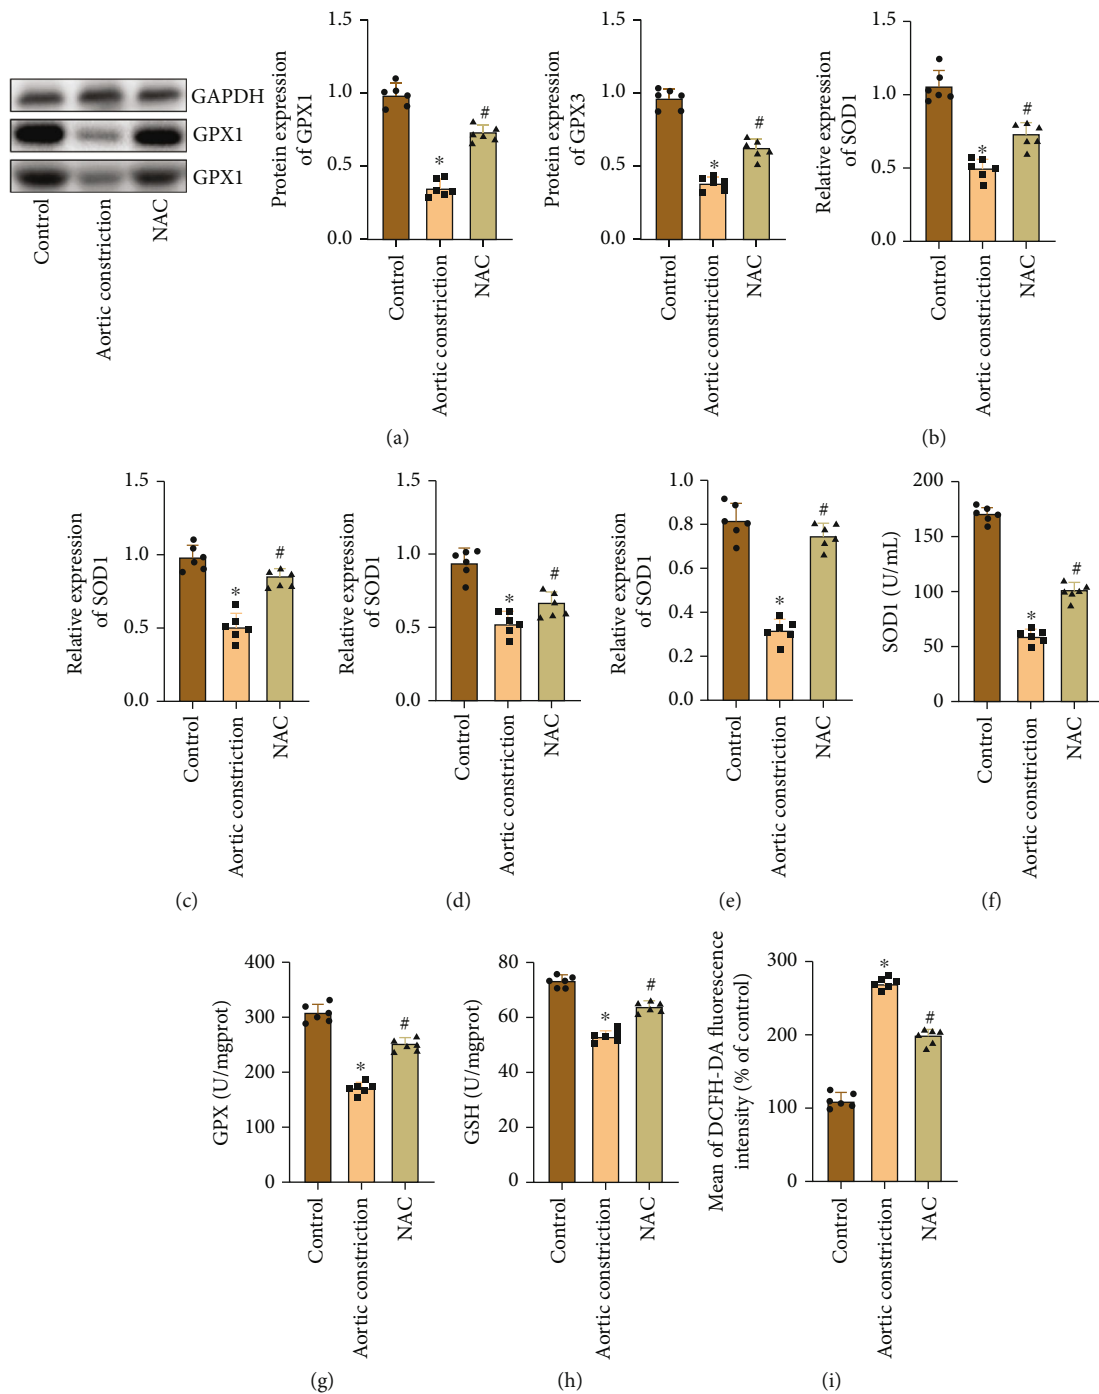 GAPDH
GPX1
GPX1
Control
Aortic constriction
NAC
Protein expression
of GPX1
1.5
1.0
0.5
0.0
*
#
Control
Aortic constriction
NAC
Protein expression
of GPX3
1.5
1.0
0.5
0.0
*
#
Control
Aortic constriction
NAC
(a)
Relative expression
of SOD1
1.5
1.0
0.5
0.0
*
#
Control
Aortic constriction
NAC
(b)
Relative expression
of SOD1
1.5
1.0
0.5
0.0
*
#
Control
Aortic constriction
NAC
(c)
Relative expression
of SOD1
1.5
1.0
0.5
0.0
*
#
Control
Aortic constriction
NAC
(d)
Relative expression
of SOD1
1.0
0.8
0.6
0.4
0.2
0.0
*
#
Control
Aortic constriction
NAC
(e)
SOD1 (U/mL)
200
150
100
50
0
*
#
Control
Aortic constriction
NAC
(f)
GPX (U/mgprot)
400
300
200
100
0
*
#
Control
Aortic constriction
NAC
(g)
GSH (U/mgprot)
80
60
40
20
0
*
#
Control
Aortic constriction
NAC
(h)
Mean of DCFH-DA fluorescence
intensity (% of control)
300
200
100
0
*
#
Control
Aortic constriction
NAC
(i)